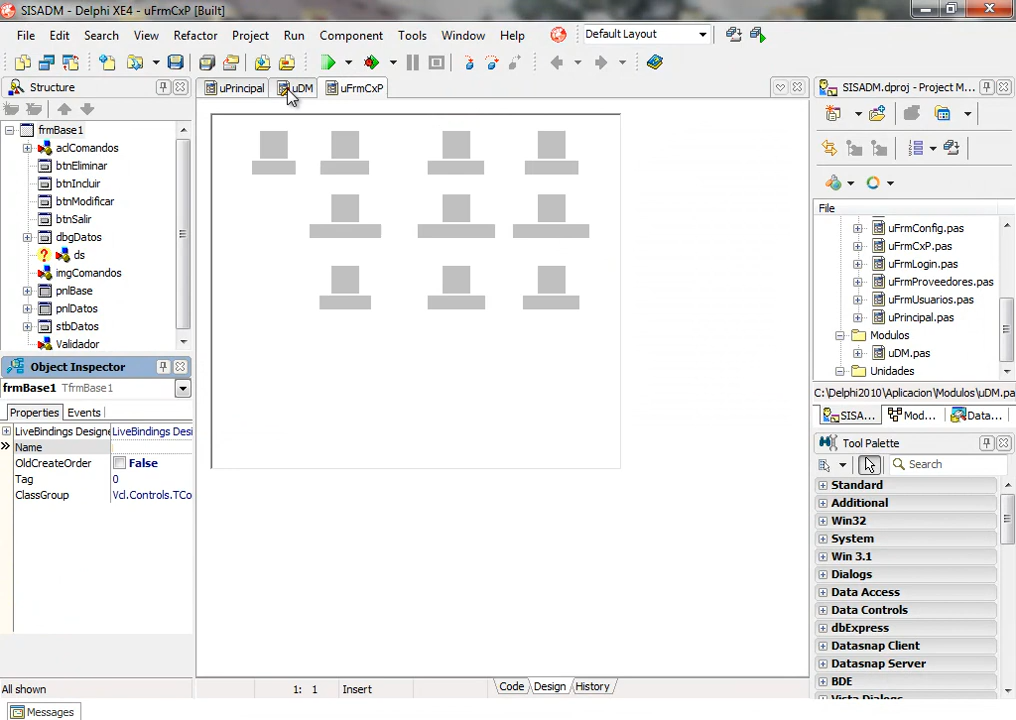 SISADM - Delphi XE4 - uFrmCxP [Built]
File Edit Search View Refactor Project Run Component Tools Window Help
Default Layout
Structure
uPrincipal uDM uFrmCxP
SISADM.dproj - Project M...
frmBase1
aclComandos
btnEliminar
btnIncluir
btnModificar
btnSalir
dbgDatos
ds
imgComandos
pnlBase
pnlDatos
stbDatos
Validador
File
uFrmConfig.pas
uFrmCxP.pas
uFrmLogin.pas
uFrmProveedores.pas
uFrmUsuarios.pas
uPrincipal.pas
Modulos
uDM.pas
Unidades
C:\Delphi2010\Aplicacion\Modulos\uDM.pa
SISA... Mod... Data...
Object Inspector
frmBase1 TfrmBase1
Properties Events
LiveBindings Designe LiveBindings Desi
Name
OldCreateOrder False
Tag 0
ClassGroup Vcl.Controls.TCo
All shown
Tool Palette
Search
Standard
Additional
Win32
System
Win 3.1
Dialogs
Data Access
Data Controls
dbExpress
Datasnap Client
Datasnap Server
BDE
Vista Dialogs
1: 1 Insert
Code Design History
Messages